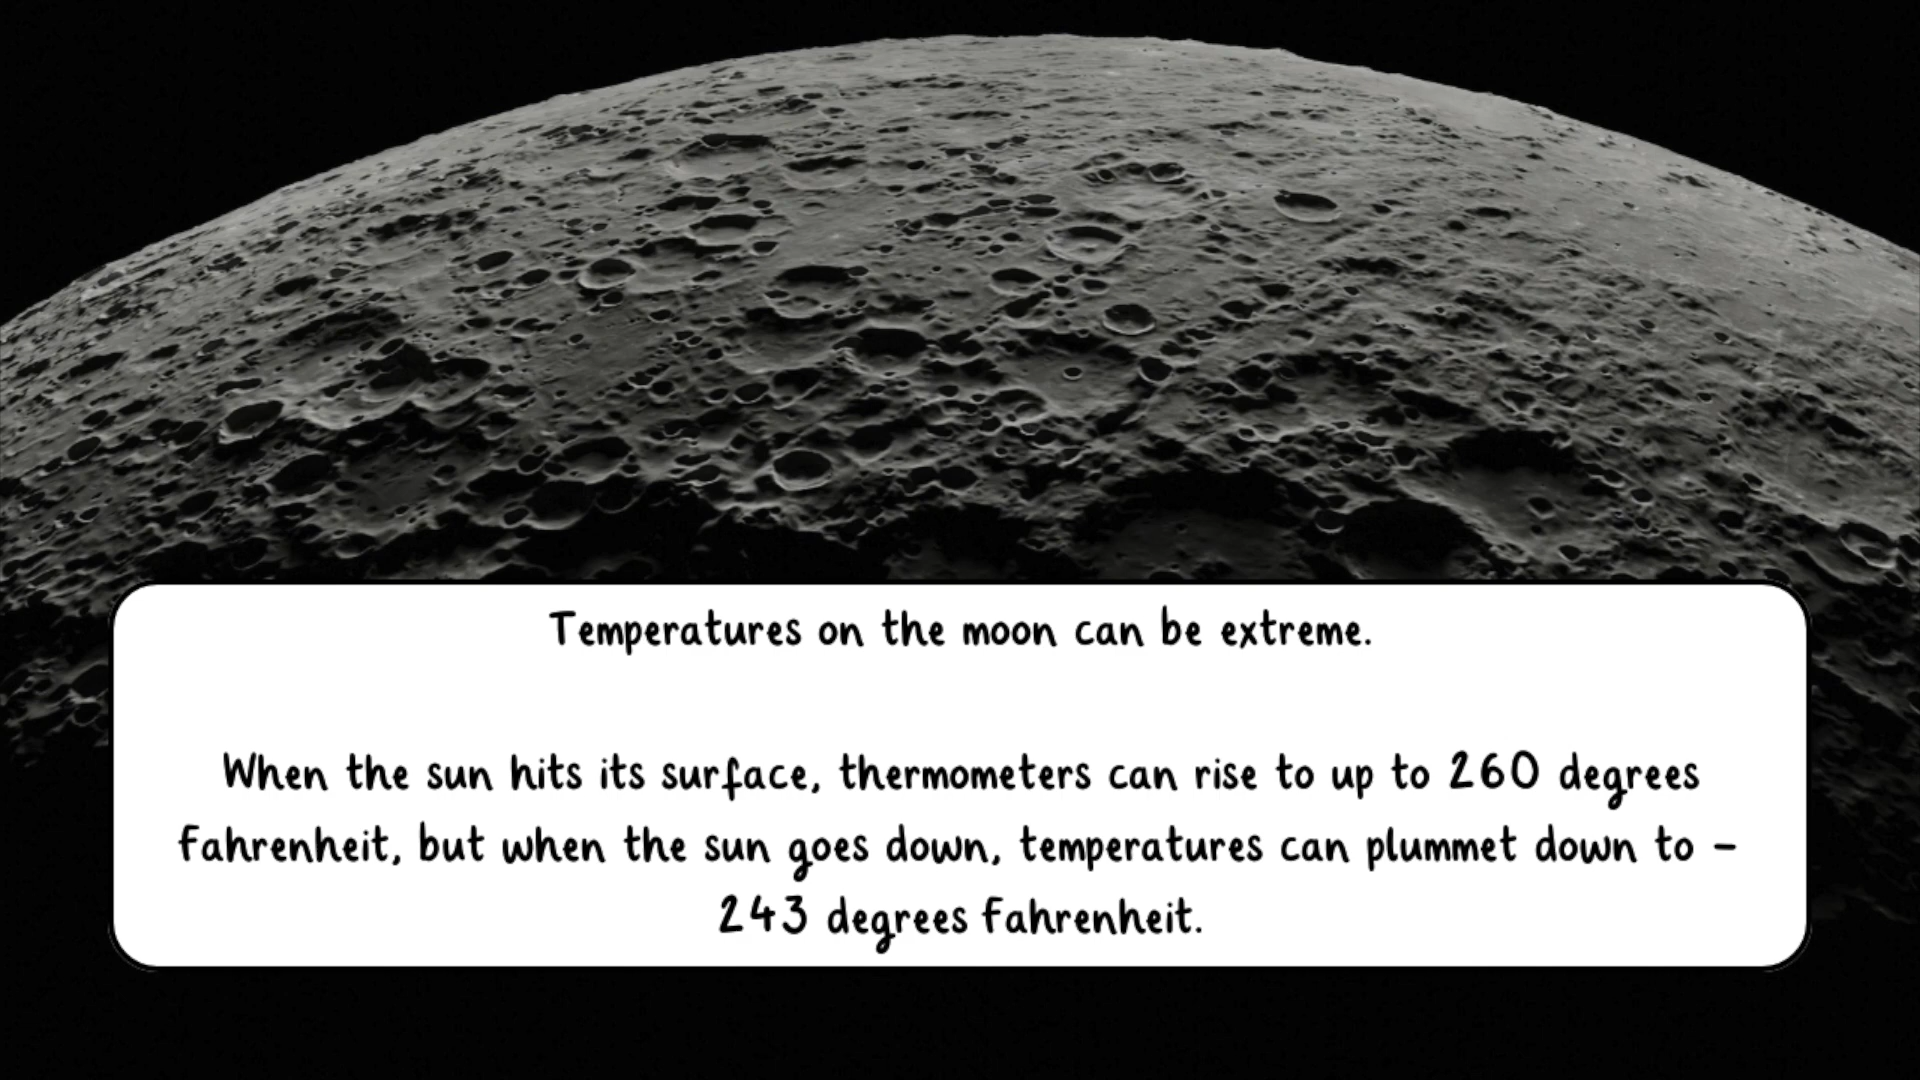 Temperatures on the moon can be extreme.
When the sun hits its surface, thermometers can rise to up to 260 degrees
Fahrenheit, but when the sun goes down, temperatures can plummet down to -
243 degrees Fahrenheit.